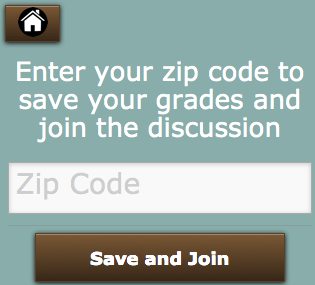 Enter your zip code to
save your grades and
join the discussion
Zip Code
Save and Join